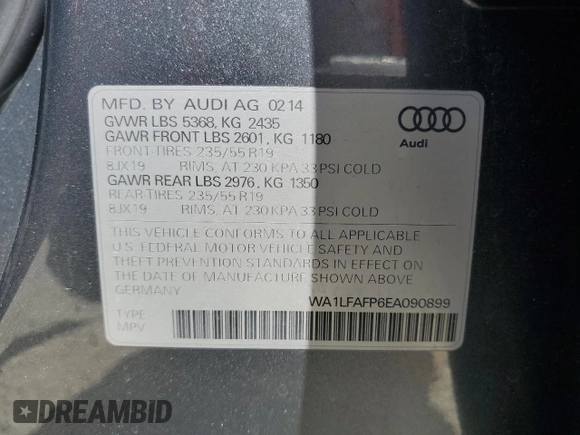 MFD. BY AUDI AG 02 14
GVWR LBS 5368, KG 2435
GAWR FRONT LBS 2601, KG 1180
FRONT TIRES 235/55 R19
8JX19 RIMS, AT 230 KPA 33 PSI COLD
GAWR REAR LBS 2976, KG 1350
REAR TIRES 235/55 R19
8JX19 RIMS, AT 230 KPA 33 PSI COLD
Audi
THIS VEHICLE CONFORMS TO ALL APPLICABLE
U.S. FEDERAL MOTOR VEHICLE SAFETY AND
THEFT PREVENTION STANDARDS IN EFFECT ON
THE DATE OF MANUFACTURE SHOWN ABOVE
GERMANY
WA1LFAFP6EA090899
TYPE
MPV
DREAMBID